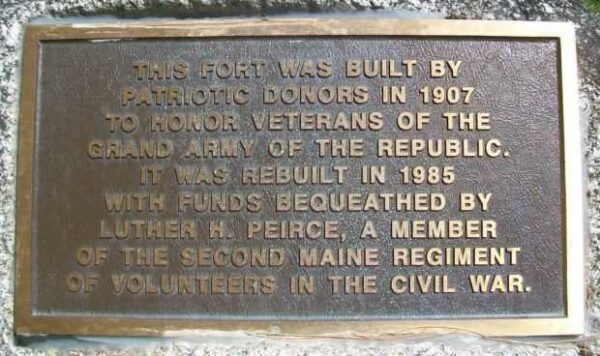 THIS FORT WAS BUILT BY
PATRIOTIC DONORS IN 1907
TO HONOR VETERANS OF THE
GRAND ARMY OF THE REPUBLIC.
IT WAS REBUILT IN 1985
WITH FUNDS BEQUEATHED BY
LUTHER H. PEIRCE, A MEMBER
OF THE SECOND MAINE REGIMENT
OF VOLUNTEERS IN THE CIVIL WAR.